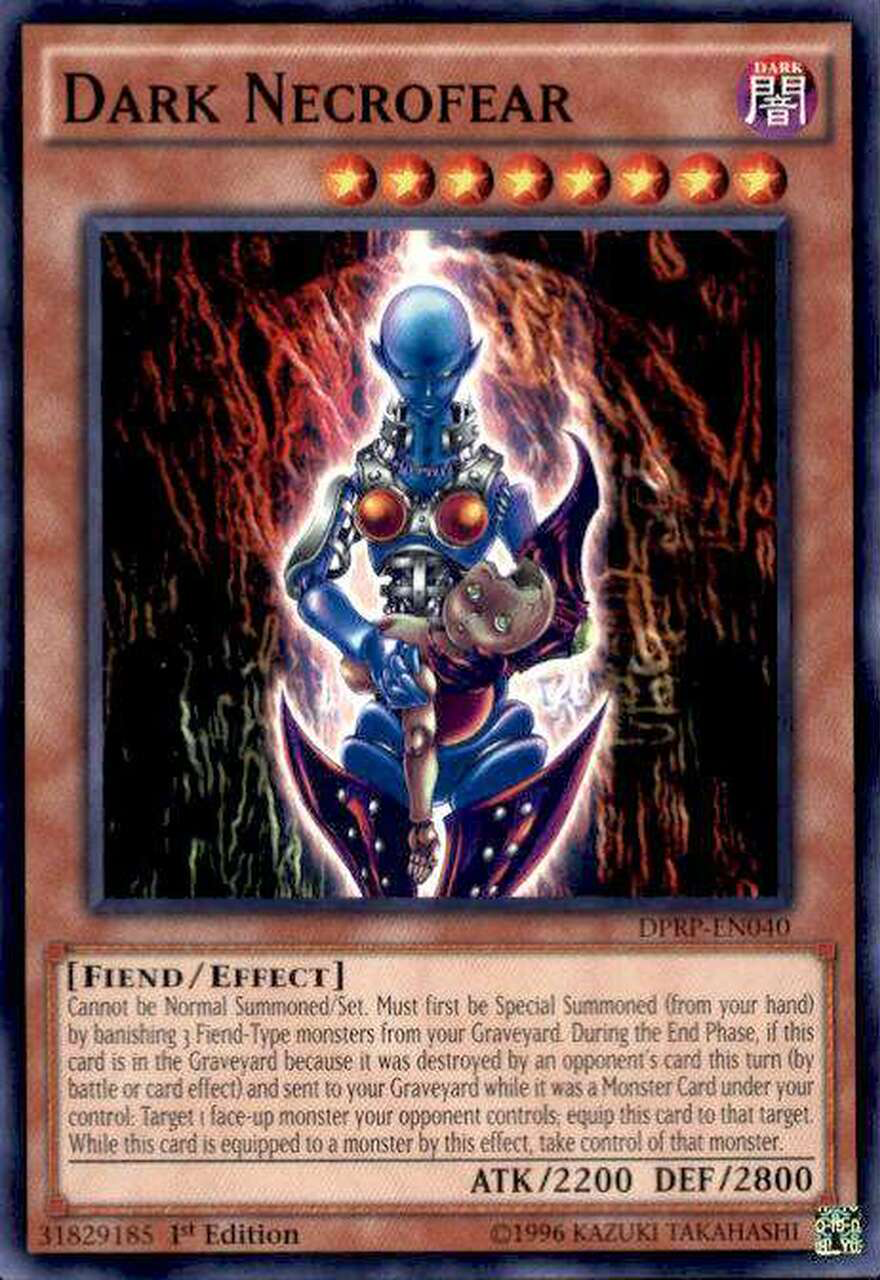 DARK NECROFEAR
DARK
闇
DPRP-EN040
[FIEND/EFFECT]
Cannot be Normal Summoned/Set. Must first be Special Summoned (from your hand)
by banishing 3 Fiend-Type monsters from your Graveyard. During the End Phase, if this
card is in the Graveyard because it was destroyed by an opponent's card this turn (by
battle or card effect) and sent to your Graveyard while it was a Monster Card under your
control: Target 1 face-up monster your opponent controls; equip this card to that target.
While this card is equipped to a monster by this effect, take control of that monster.
ATK/2200 DEF/2800
31829185 1st Edition ©1996 KAZUKI TAKAHASHI